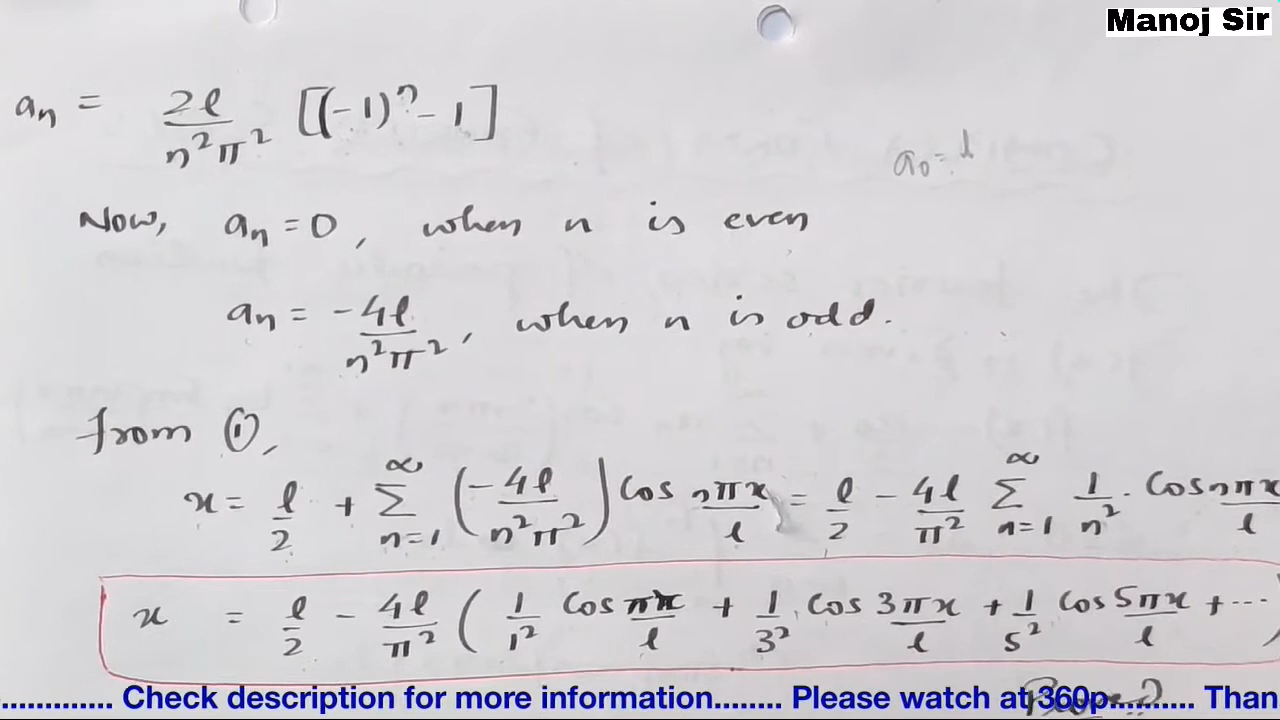 Manoj Sir
aₙ = 2l/n²π² [(-1)ⁿ - 1]
a₀ = l
Now, aₙ = 0, when n is even
aₙ = -4l/n²π², when n is odd.
from ①,
x = l/2 + ∑ₙ₌₁^∞ (-4l/n²π²) cos nπx/l = l/2 - 4l/π² ∑ₙ₌₁^∞ 1/n² . cos nπx/l
x = l/2 - 4l/π² ( 1/1² cos πx/l + 1/3² . cos 3πx/l + 1/5² cos 5πx/l + ... )
.............. Check description for more information........ Please watch at 360p.......... Than